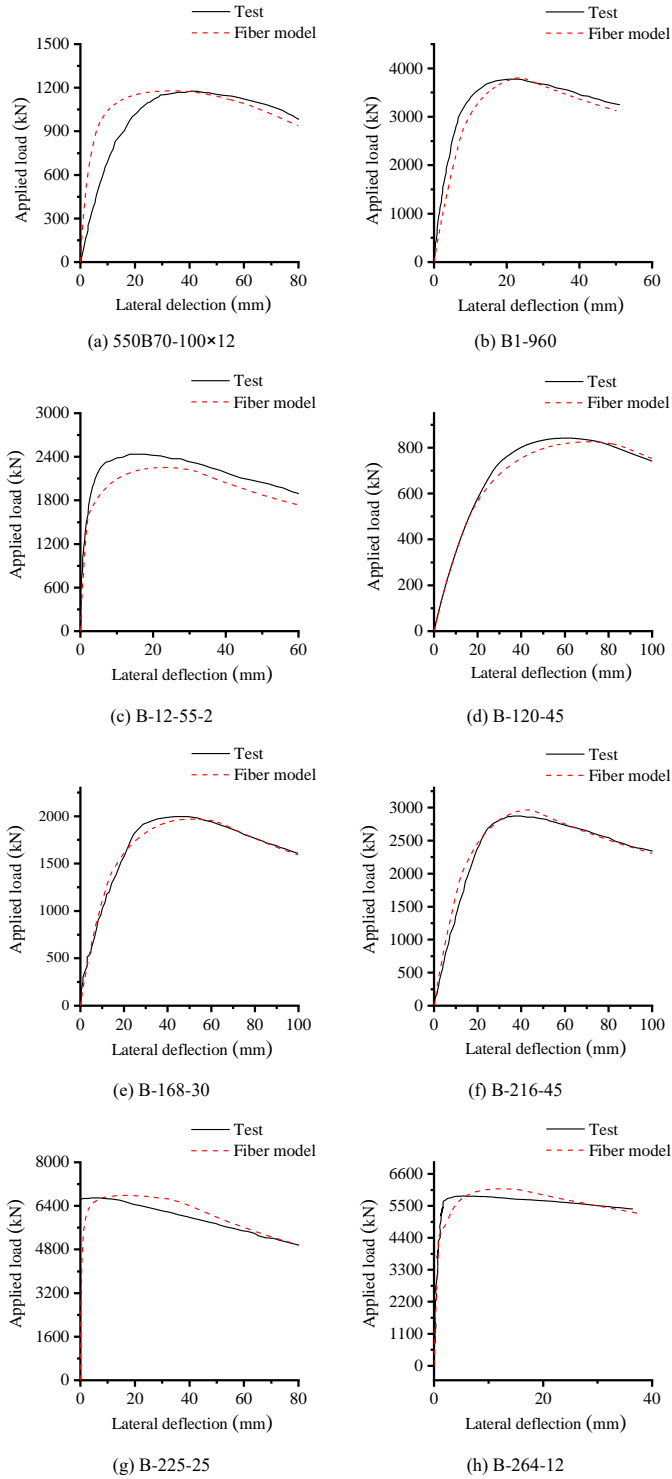 Test
Fiber model
1500
1200
900
600
300
0
0 20 40 60 80
Applied load (kN)
Lateral delection (mm)
(a) 550B70-100×12
Test
Fiber model
4000
3000
2000
1000
0
0 20 40 60
Applied load (kN)
Lateral deflection (mm)
(b) B1-960
Test
Fiber model
3000
2400
1800
1200
600
0
0 20 40 60
Applied load (kN)
Lateral deflection (mm)
(c) B-12-55-2
Test
Fiber model
800
600
400
200
0
0 20 40 60 80 100
Applied load (kN)
Lateral deflection (mm)
(d) B-120-45
Test
Fiber model
2000
1500
1000
500
0
0 20 40 60 80 100
Applied load (kN)
Lateral deflection (mm)
(e) B-168-30
Test
Fiber model
3000
2500
2000
1500
1000
500
0
0 20 40 60 80 100
Applied load (kN)
Lateral deflection (mm)
(f) B-216-45
Test
Fiber model
8000
6400
4800
3200
1600
0
0 20 40 60 80
Applied load (kN)
Lateral deflection (mm)
(g) B-225-25
Test
Fiber model
6600
5500
4400
3300
2200
1100
0
0 20 40
Applied load (kN)
Lateral deflection (mm)
(h) B-264-12